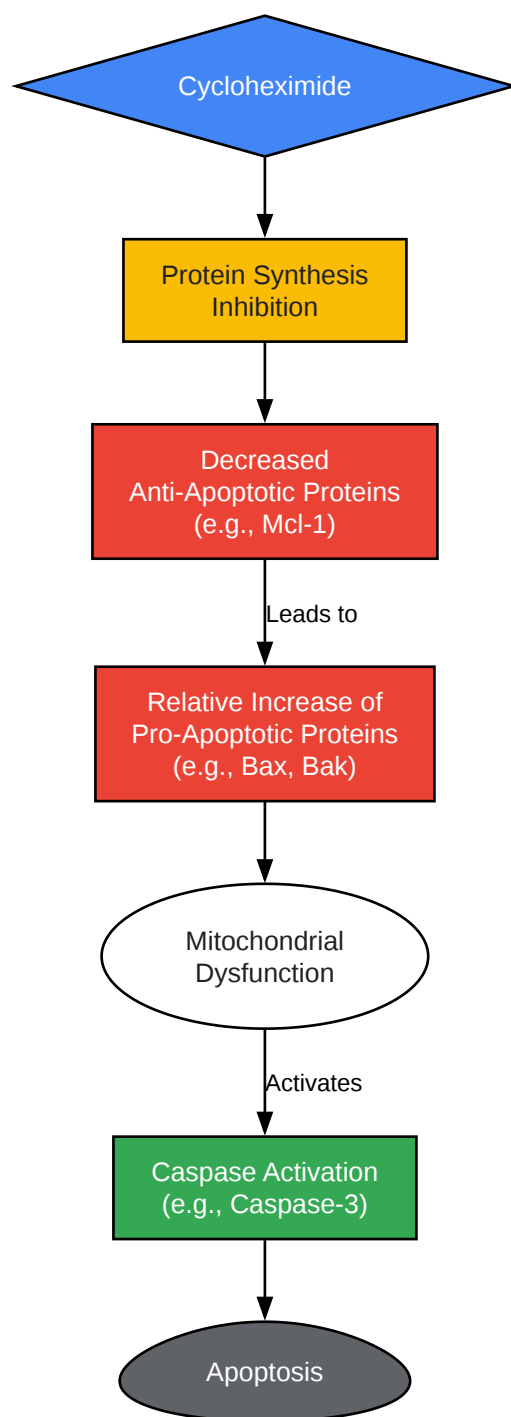 Cycloheximide
Protein Synthesis
Inhibition
Decreased
Anti-Apoptotic Proteins
(e.g., Mcl-1)
Leads to
Relative Increase of
Pro-Apoptotic Proteins
(e.g., Bax, Bak)
Mitochondrial
Dysfunction
Activates
Caspase Activation
(e.g., Caspase-3)
Apoptosis